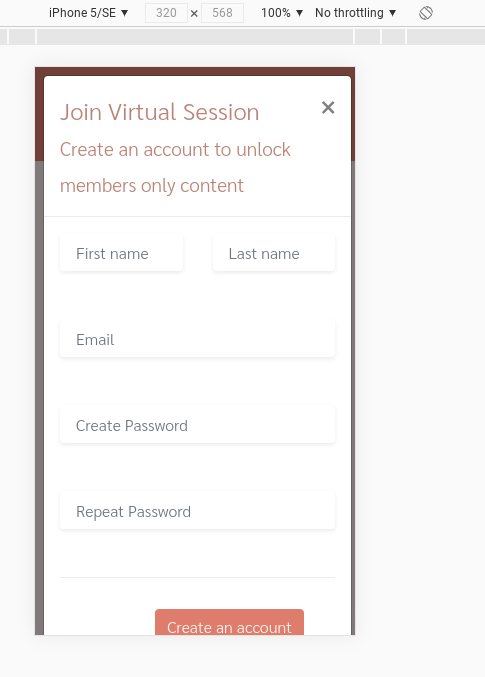 iPhone 5/SE ▼ 320 × 568 100% ▼ No throttling ▼
Join Virtual Session ×
Create an account to unlock
members only content
First name Last name
Email
Create Password
Repeat Password
Create an account